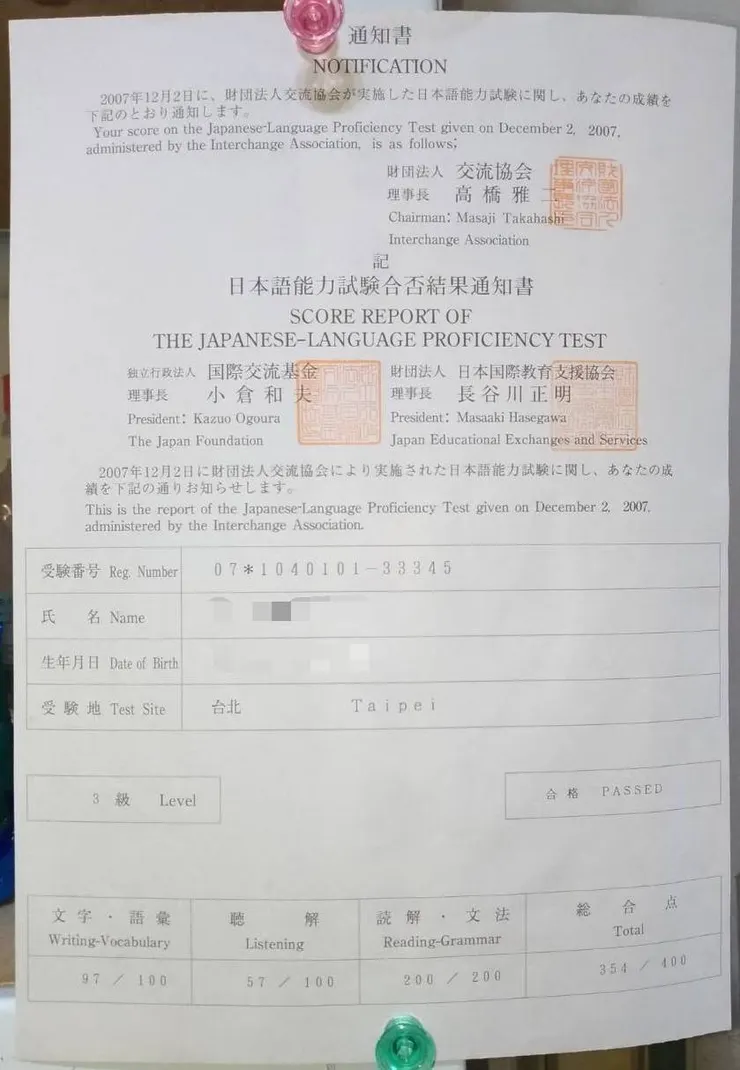 通知書
NOTIFICATION
2007年12月2日に、財団法人交流協会が実施した日本語能力試験に関し、あなたの成績を
下記のとおり通知します。
Your score on the Japanese-Language Proficiency Test given on December 2, 2007,
administered by the Interchange Association, is as follows;
財団法人 交流協会
理事長 高橋雅二
Chairman: Masaji Takahashi
Interchange Association
記
日本語能力試験合否結果通知書
SCORE REPORT OF
THE JAPANESE-LANGUAGE PROFICIENCY TEST
独立行政法人 国際交流基金 財団法人 日本国際教育支援協会
理事長 小倉和夫 理事長 長谷川正明
President: Kazuo Ogoura President: Masaaki Hasegawa
The Japan Foundation Japan Educational Exchanges and Services
2007年12月2日に財団法人交流協会により実施された日本語能力試験に関し、あなたの成
績を下記の通りお知らせします。
This is the report of the Japanese-Language Proficiency Test given on December 2, 2007,
administered by the Interchange Association.
受験番号 Reg. Number 07*1040101-33345
氏 名 Name
生年月日 Date of Birth
受験地 Test Site 台北 Taipei
3 級 Level 合格 PASSED
文字・語彙 聴解 読解・文法 総合点
Writing-Vocabulary Listening Reading-Grammar Total
97 / 100 57 / 100 200 / 200 354 / 400